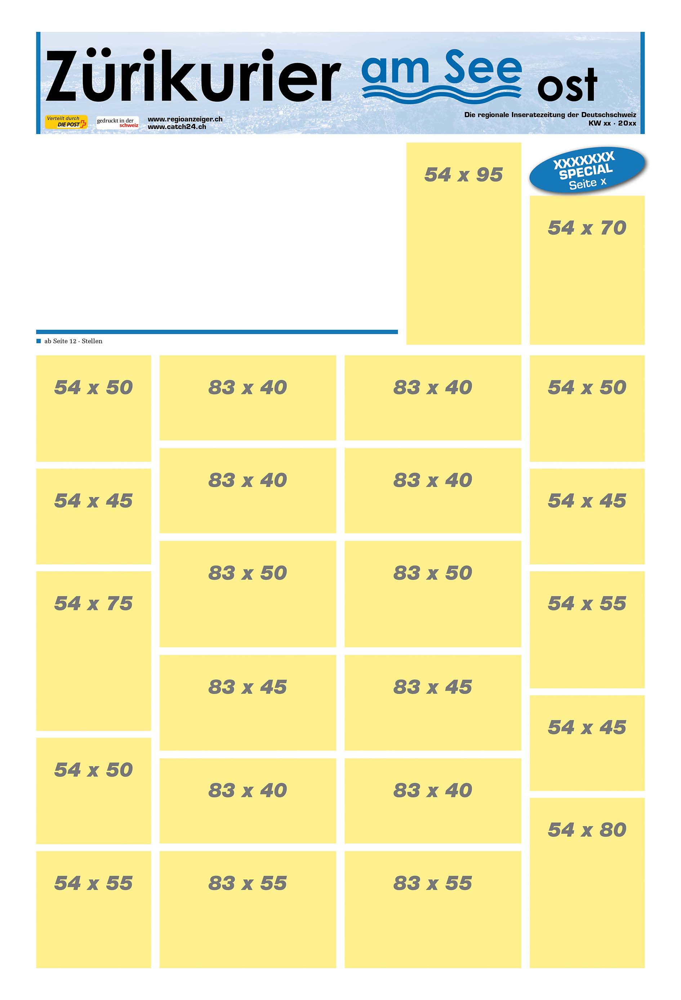 Zürikurier am See ost
Verteilt durch
DIE POST
gedruckt in der
schweiz
www.regioanzeiger.ch
www.catch24.ch
Die regionale Inseratezeitung der Deutschschweiz
KW xx · 20xx
54 x 95
XXXXXXX
SPECIAL
Seite x
54 x 70
ab Seite 12 · Stellen
54 x 50
83 x 40
83 x 40
54 x 50
83 x 40
83 x 40
54 x 45
54 x 45
83 x 50
83 x 50
54 x 75
54 x 55
83 x 45
83 x 45
54 x 45
54 x 50
83 x 40
83 x 40
54 x 80
54 x 55
83 x 55
83 x 55